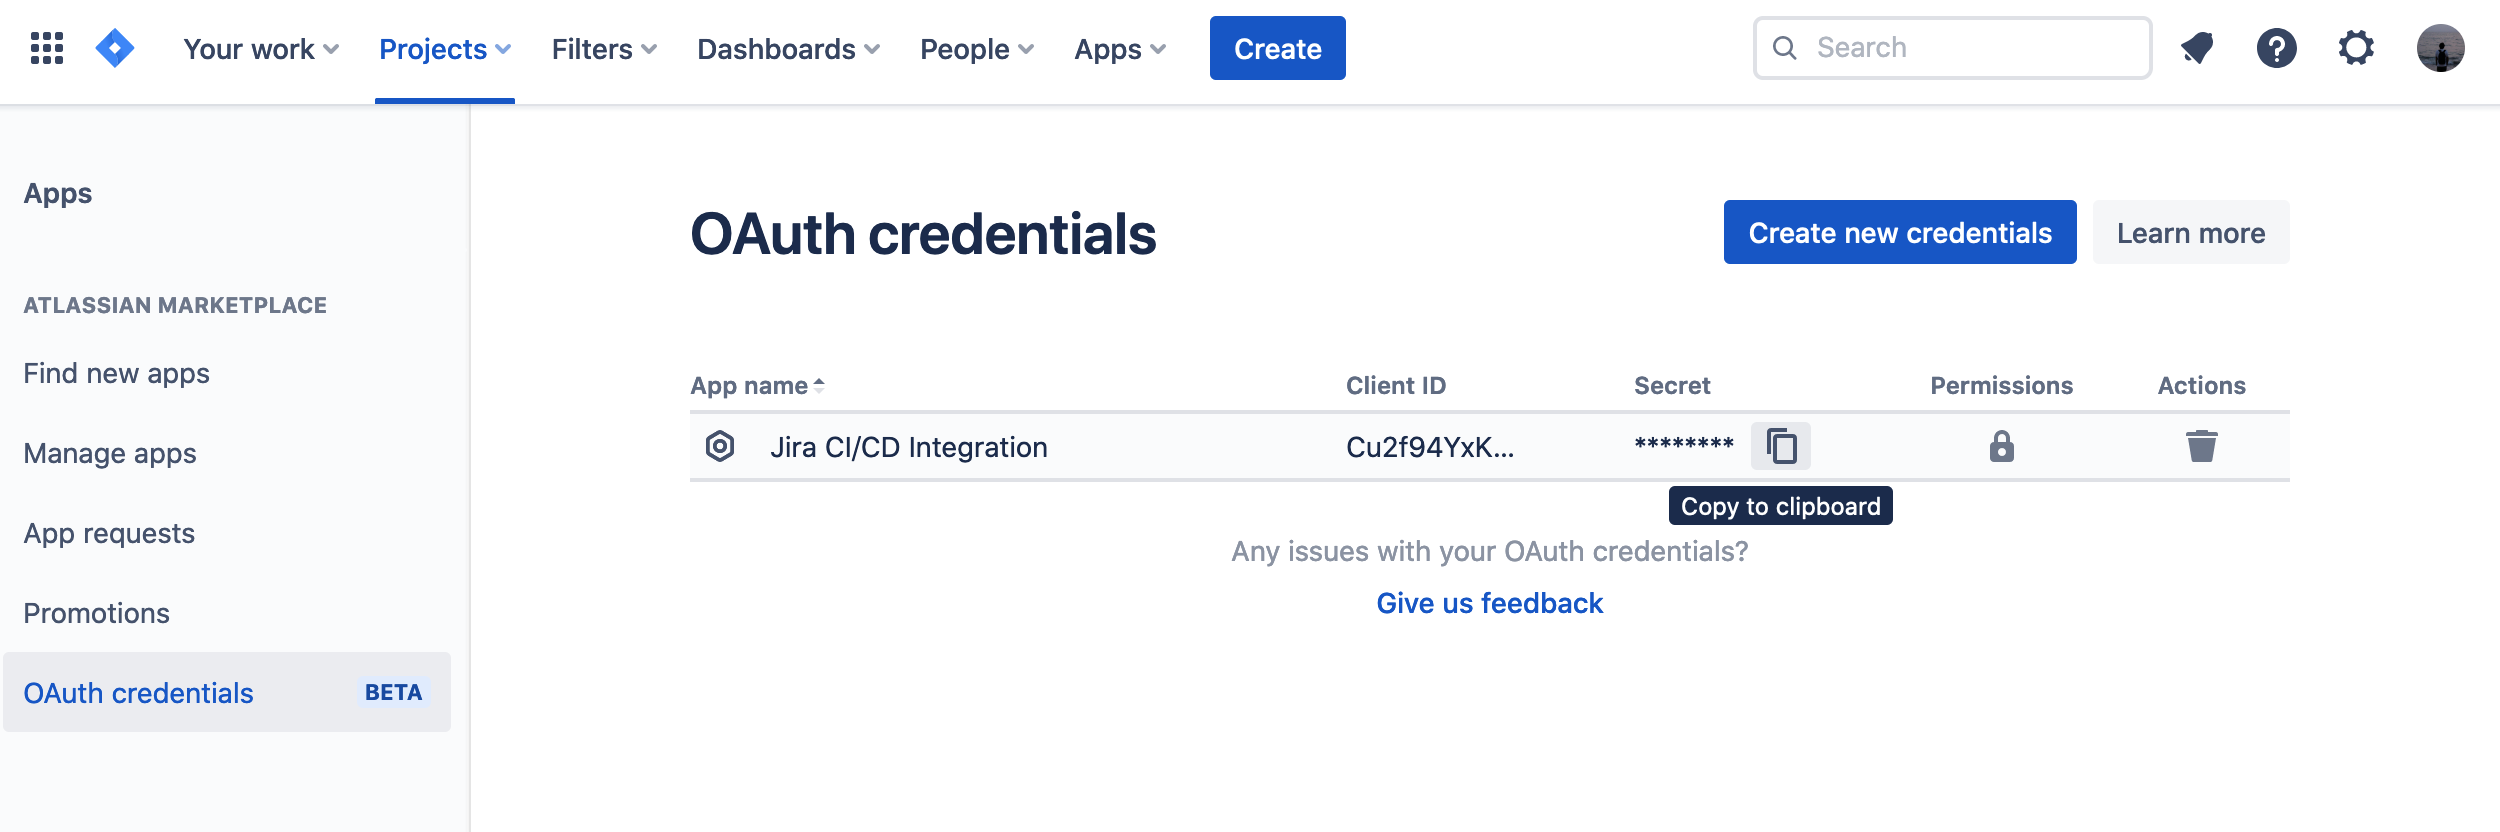 Your work Projects Filters Dashboards People Apps Create Search
Apps
OAuth credentials Create new credentials Learn more
ATLASSIAN MARKETPLACE
Find new apps
App name Client ID Secret Permissions Actions
Manage apps
Jira CI/CD Integration Cu2f94YxK... ********
Copy to clipboard
App requests
Any issues with your OAuth credentials?
Promotions
Give us feedback
OAuth credentials BETA